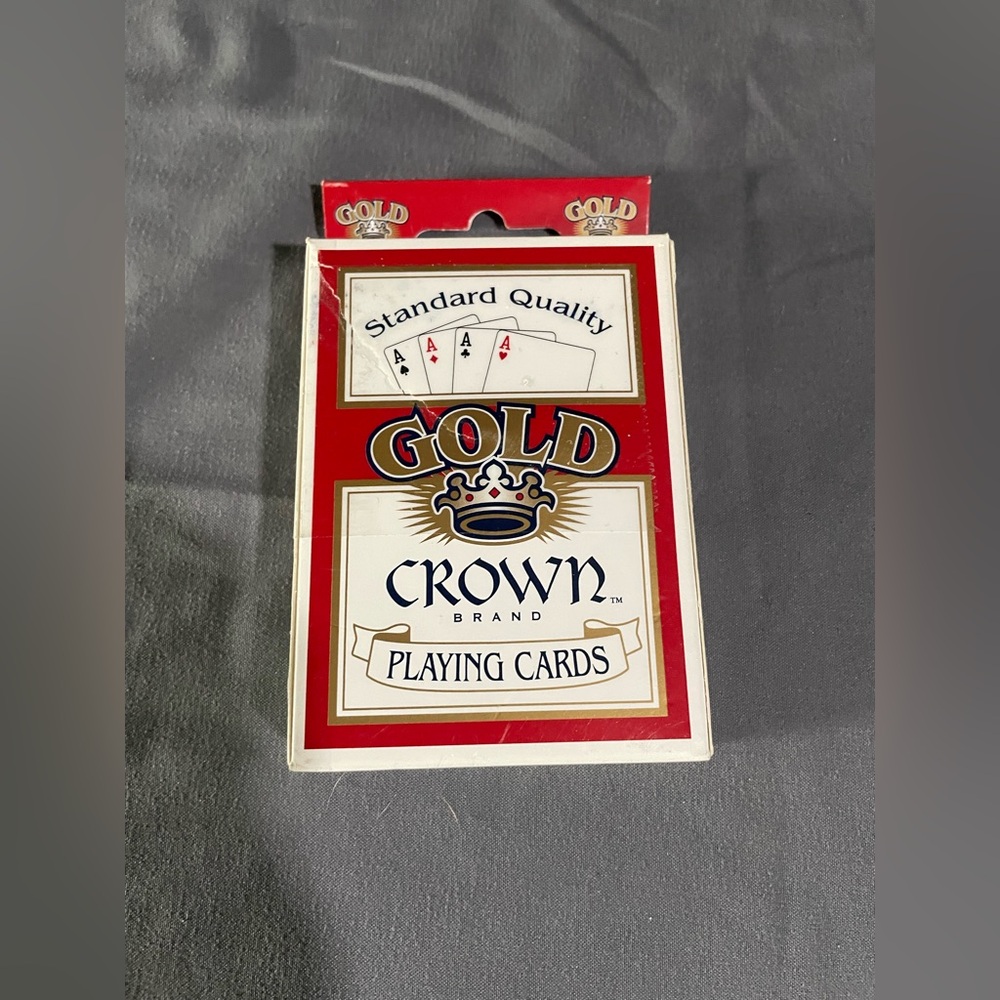 GOLD GOLD
Standard Quality
A A A A
GOLD
CROWN™
BRAND
PLAYING CARDS